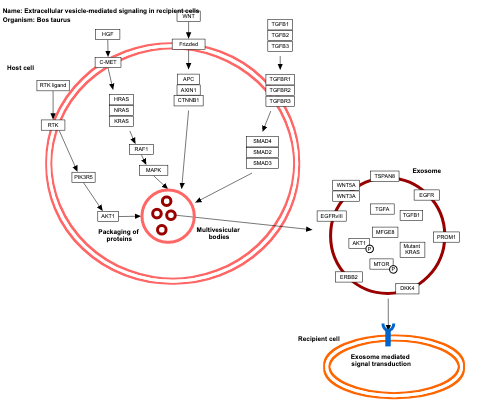 Name: Extracellular vesicle-mediated signaling in recipient cells
Organism: Bos taurus
WNT
HGF
TGFB1
TGFB2
TGFB3
Frizzled
C-MET
Host cell
RTK ligand
APC
AXIN1
CTNNB1
TGFBR1
TGFBR2
TGFBR3
HRAS
NRAS
KRAS
RTK
RAF1
SMAD4
SMAD2
SMAD3
MAPK
PIK3R5
AKT1
Packaging of
proteins
Multivesicular
bodies
Exosome
TSPAN8
WNT5A
WNT3A
EGFR
TGFA
EGFRvIII
TGFB1
MFGE8
PROM1
AKT1
P
Mutant
KRAS
MTOR
P
ERBB2
DKK4
Recipient cell
Exosome mediated
signal transduction